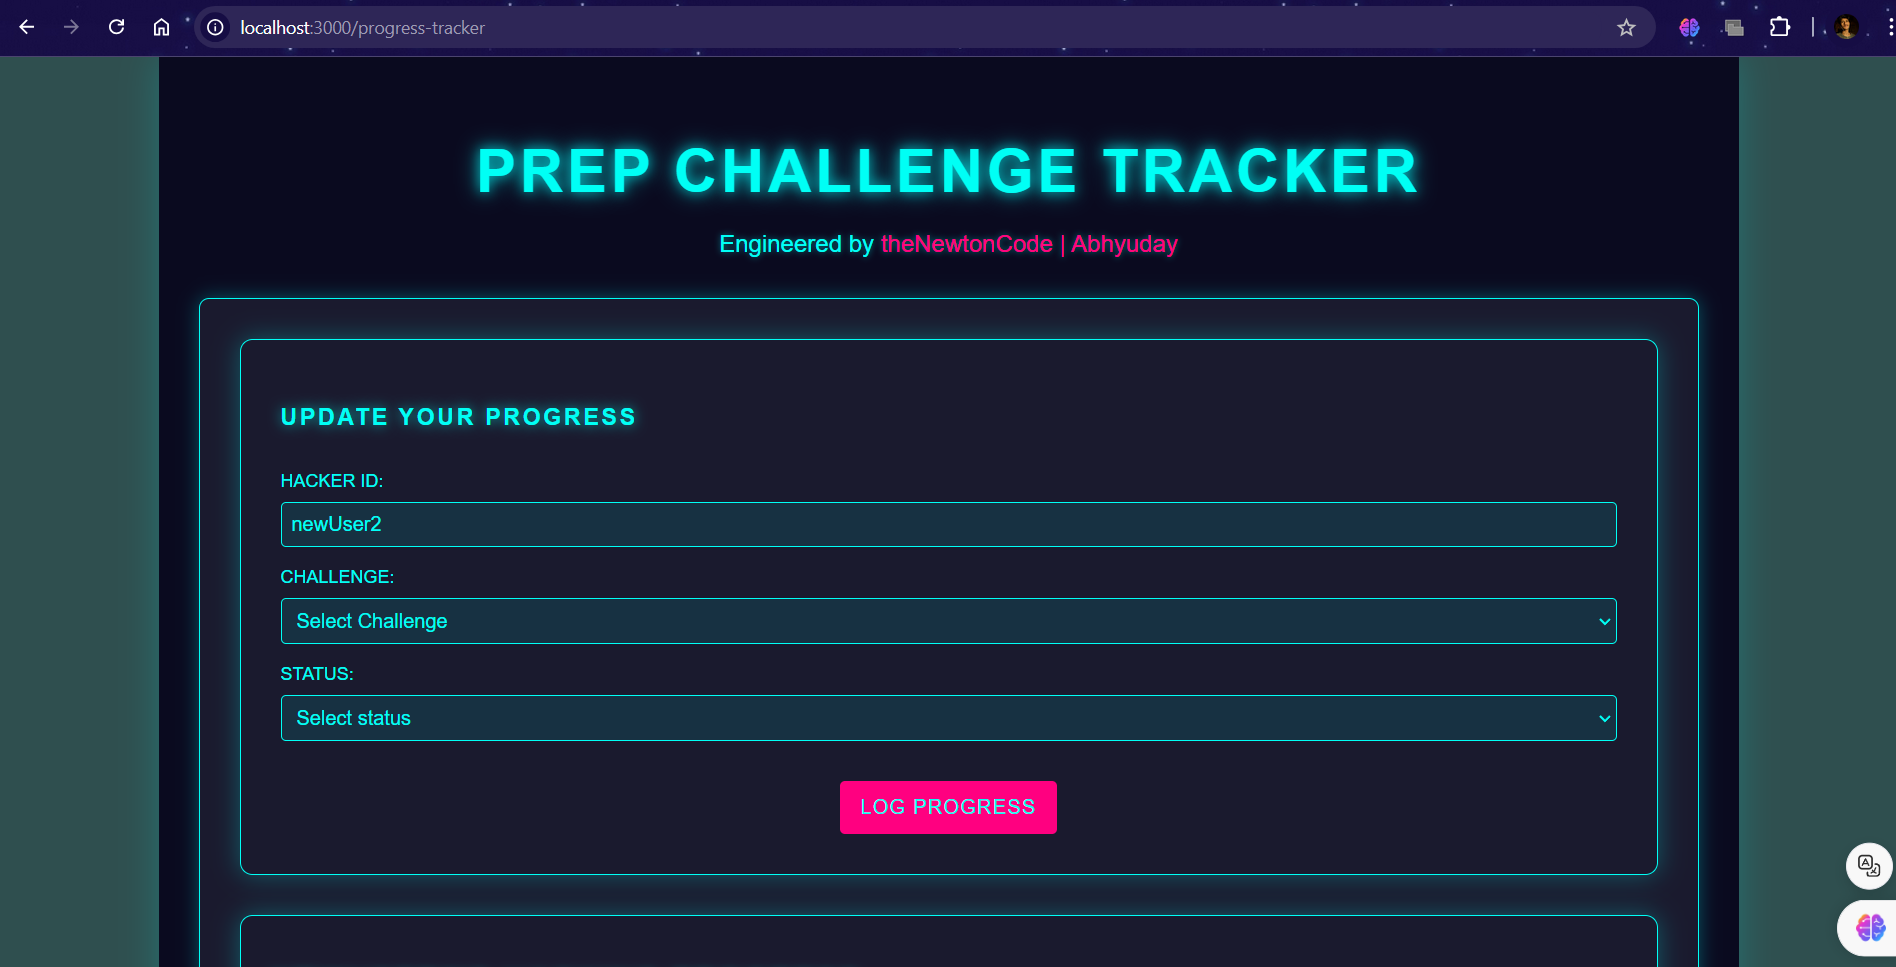 localhost:3000/progress-tracker
PREP CHALLENGE TRACKER
Engineered by theNewtonCode | Abhyuday
UPDATE YOUR PROGRESS
HACKER ID:
newUser2
CHALLENGE:
Select Challenge
STATUS:
Select status
LOG PROGRESS